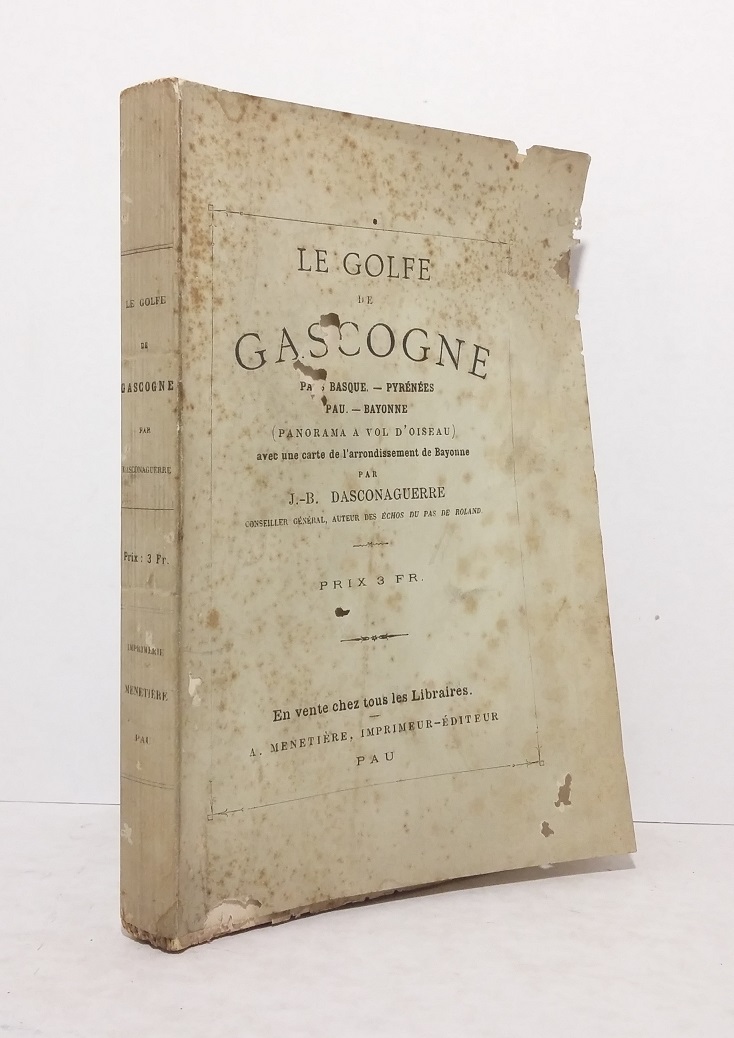 LE GOLFE
DE
GASCOGNE
PAR
DASCONAGUERRE
Prix : 3 Fr.
IMPRIMERIE
MENETIÈRE
PAU
LE GOLFE
DE
GASCOGNE
PAYS BASQUE. — PYRÉNÉES
PAU. — BAYONNE
(PANORAMA A VOL D'OISEAU)
avec une carte de l'arrondissement de Bayonne
PAR
J.-B. DASCONAGUERRE
CONSEILLER GÉNÉRAL, AUTEUR DES ÉCHOS DU PAS DE ROLAND.
PRIX 3 FR.
En vente chez tous les Libraires.
A. MENETIÈRE, IMPRIMEUR-ÉDITEUR
PAU